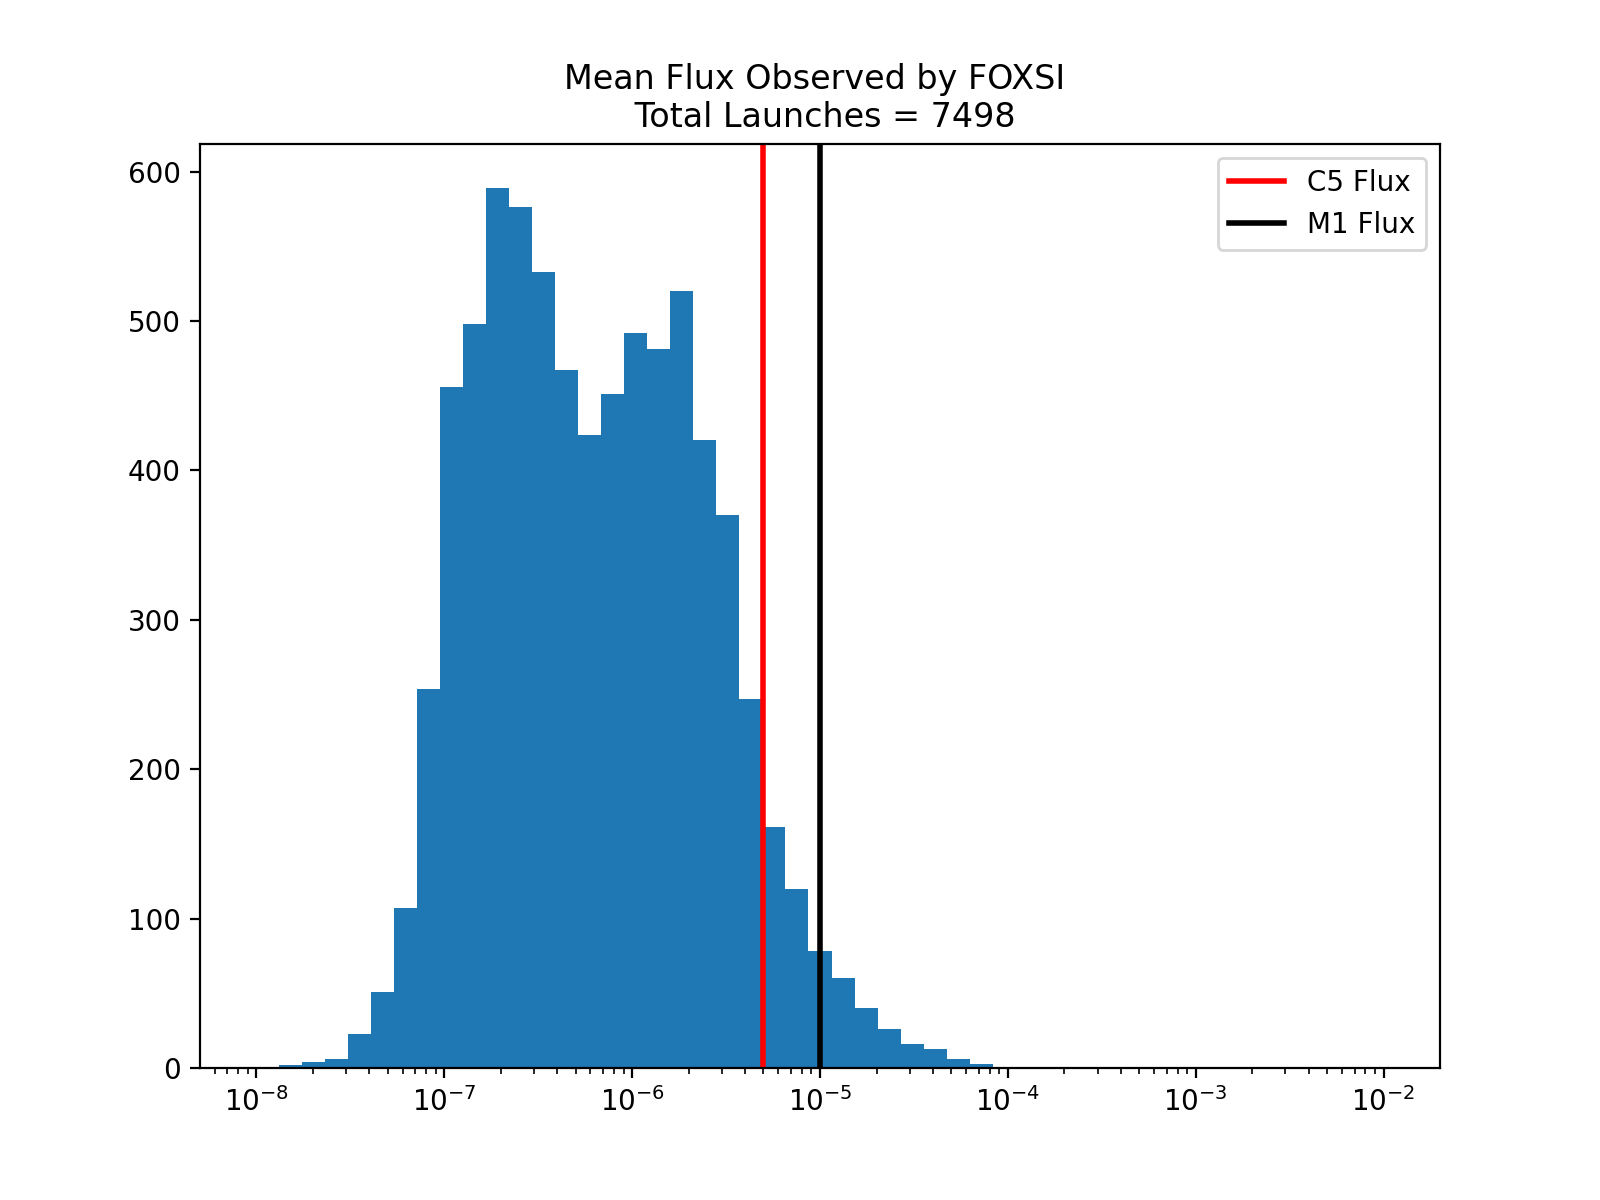 Mean Flux Observed by FOXSI
Total Launches = 7498
C5 Flux
M1 Flux
600
500
400
300
200
100
0
10⁻⁸ 10⁻⁷ 10⁻⁶ 10⁻⁵ 10⁻⁴ 10⁻³ 10⁻²